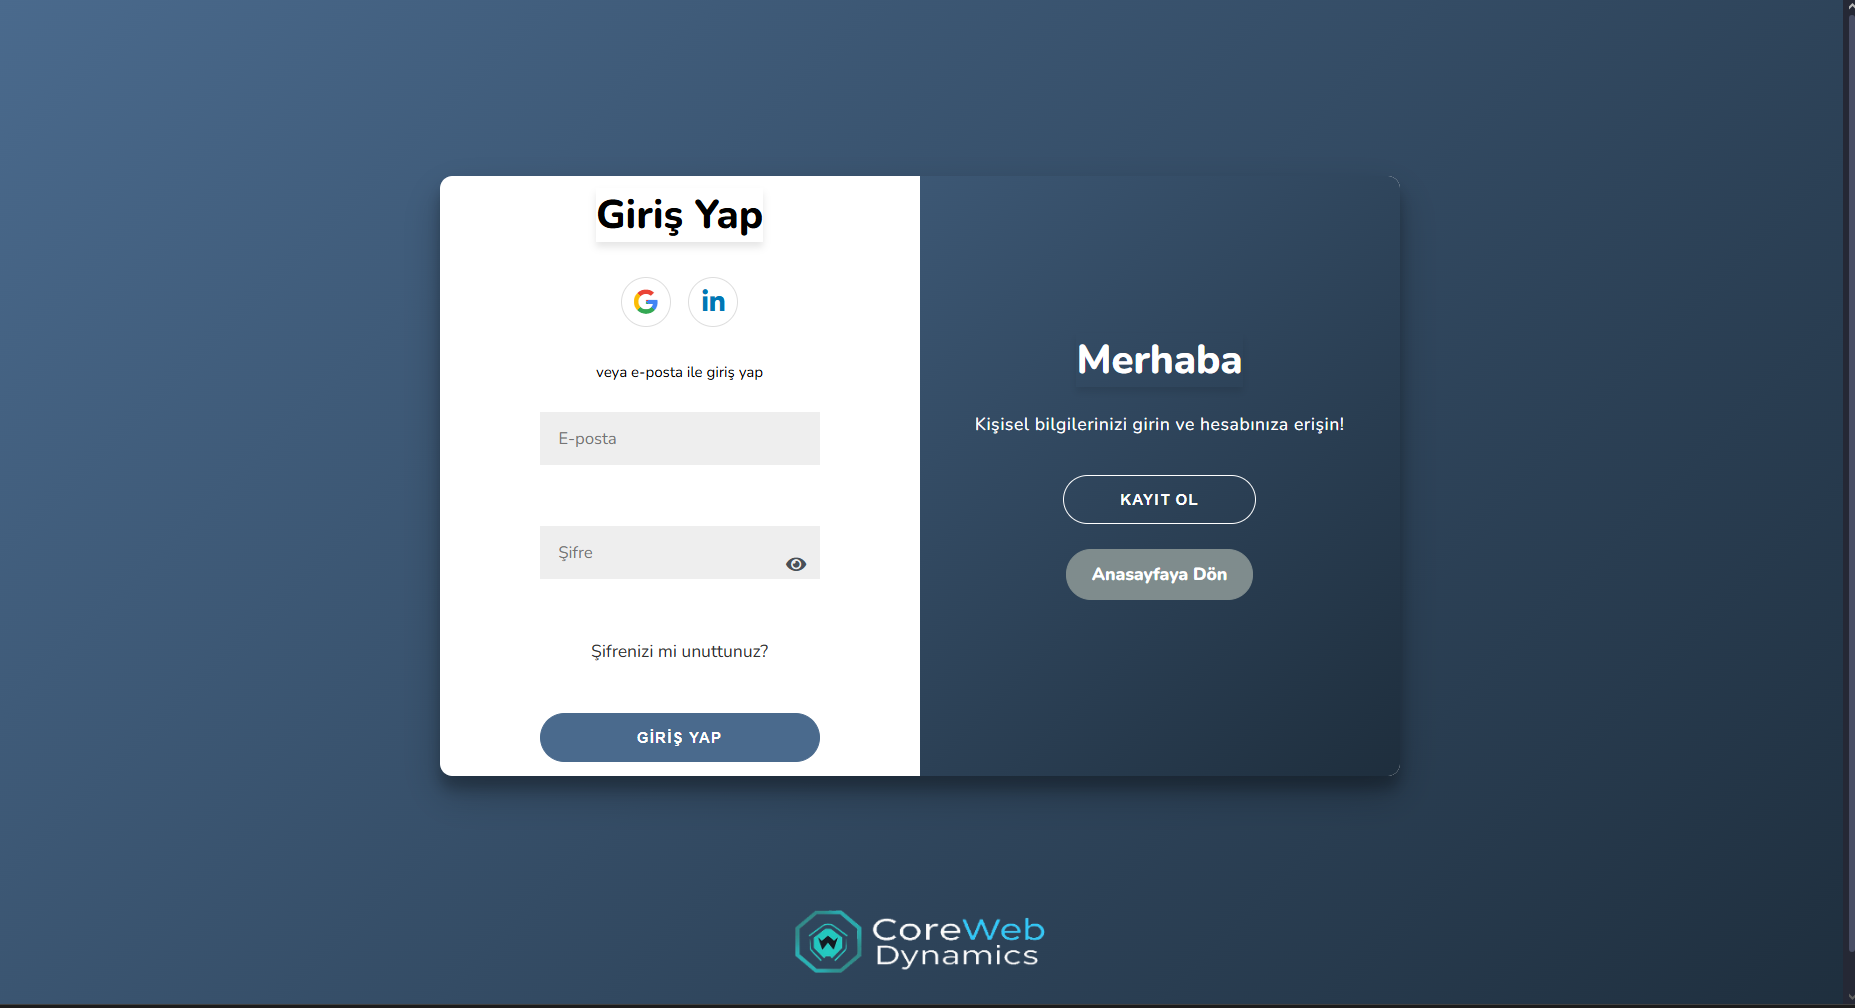 Giriş Yap
veya e-posta ile giriş yap
E-posta
Şifre
Şifrenizi mi unuttunuz?
GİRİŞ YAP
Merhaba
Kişisel bilgilerinizi girin ve hesabınıza erişin!
KAYIT OL
Anasayfaya Dön
CoreWeb
Dynamics